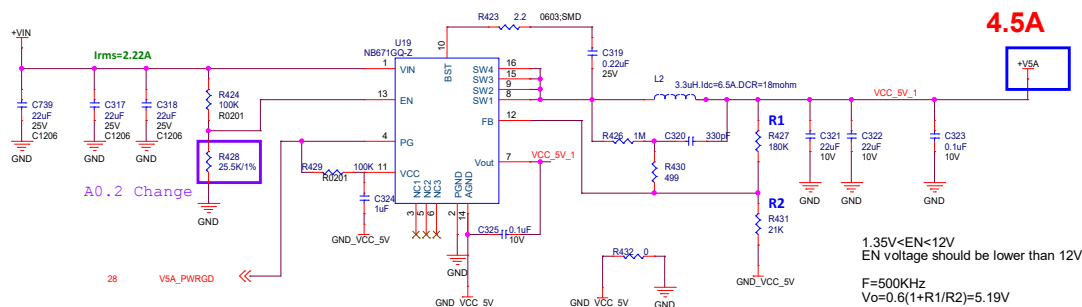 4.5A
+VIN
Irms=2.22A
R423
2.2
0603;SMD
U19
NB671GQ-Z
10
BST
C319
0.22uF
25V
+V5A
1
VIN
13
EN
4
PG
11
VCC
16
SW4
15
SW3
9
SW2
8
SW1
12
FB
7
Vout
VCC_5V_1
L2
3.3uH.Idc=6.5A.DCR=18mohm
VCC_5V_1
C739
22uF
25V
C1206
GND
C317
22uF
25V
C1206
GND
C318
22uF
25V
C1206
GND
R424
100K
R0201
R428
25.5K/1%
GND
A0.2 Change
R429
100K
R0201
C324
1uF
GND_VCC_5V
NC1
NC2
NC3
3
5
6
PGND
AGND
2
14
GND
GND_VCC_5V
C325
0.1uF
10V
R426
1M
C320
330pF
R430
499
R1
R427
180K
R2
R431
21K
GND_VCC_5V
C321
22uF
10V
GND
C322
22uF
10V
GND
C323
0.1uF
10V
GND
R432
0
GND_VCC_5V
GND
28
V5A_PWRGD
1.35V<EN<12V
EN voltage should be lower than 12V
F=500KHz
Vo=0.6(1+R1/R2)=5.19V